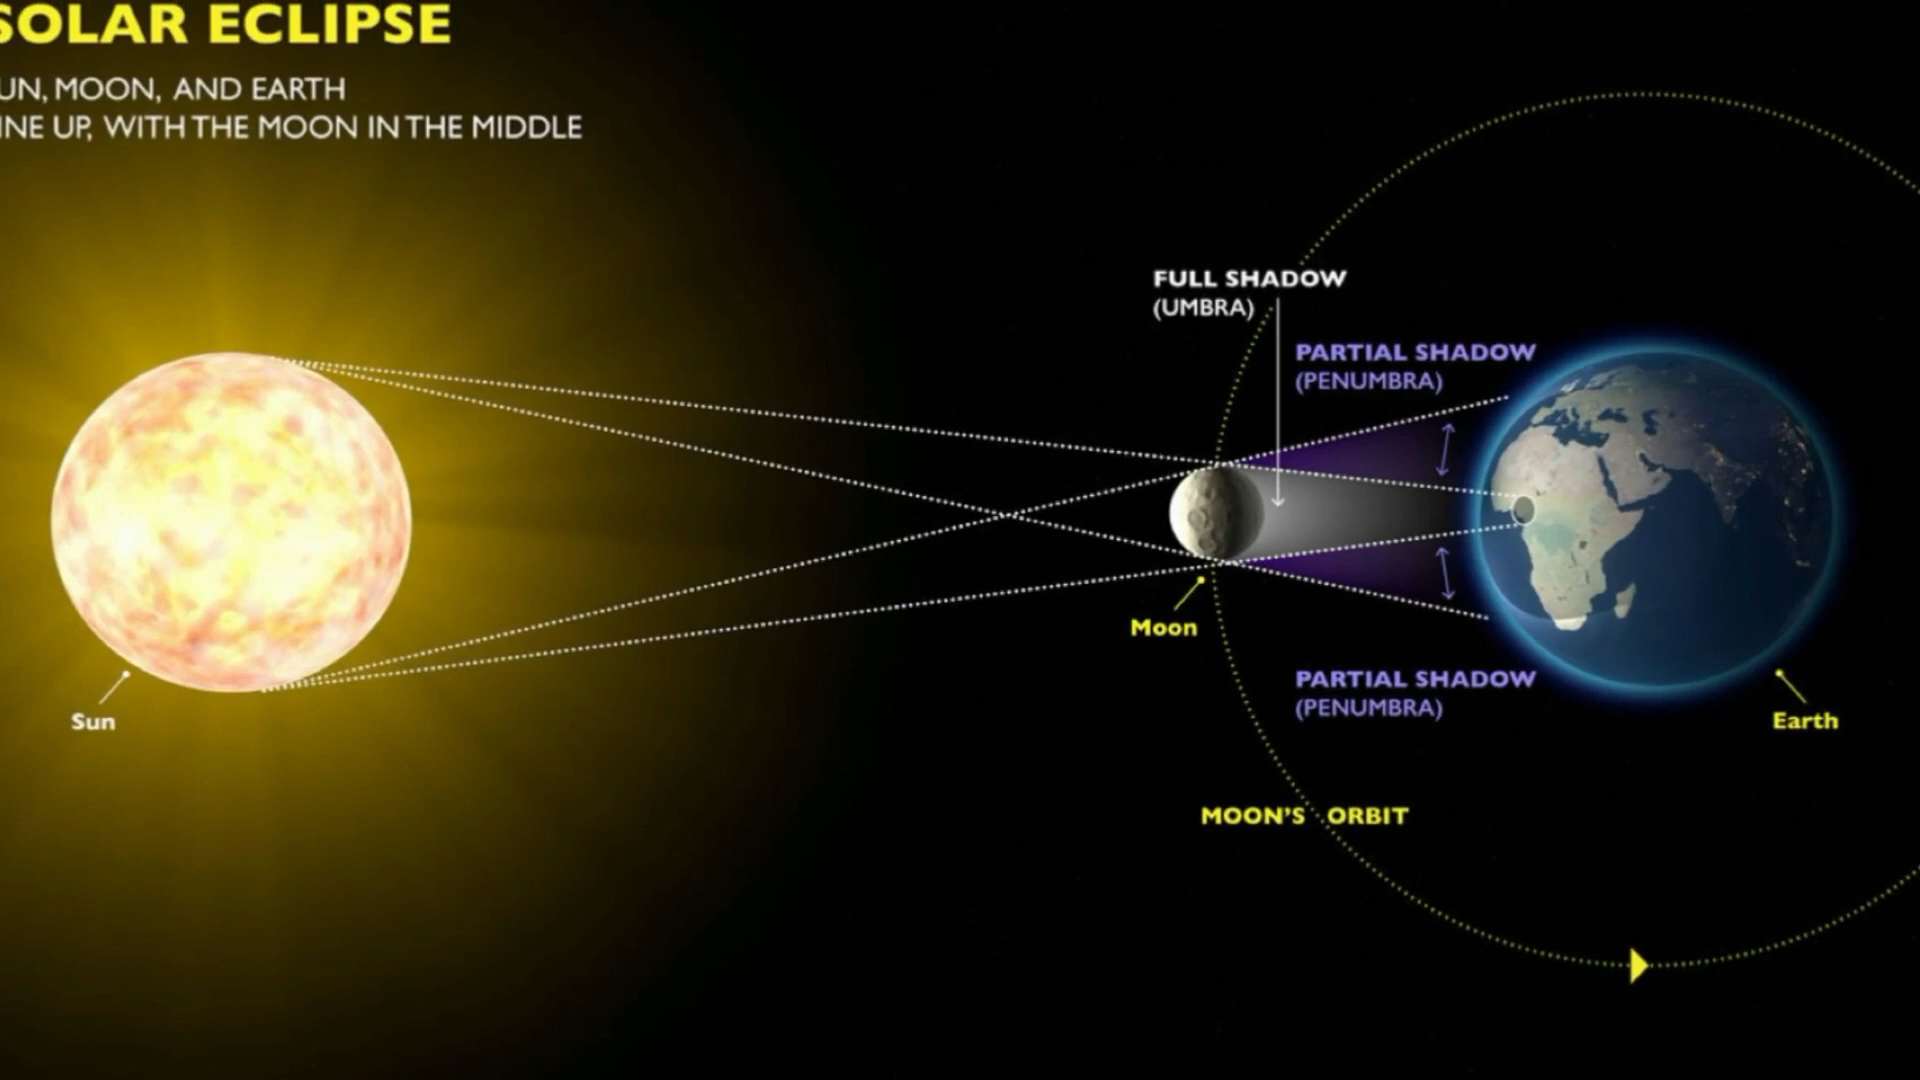 SOLAR ECLIPSE
UN, MOON, AND EARTH
INE UP, WITH THE MOON IN THE MIDDLE
FULL SHADOW
(UMBRA)
PARTIAL SHADOW
(PENUMBRA)
Moon
PARTIAL SHADOW
(PENUMBRA)
Sun
Earth
MOON'S ORBIT